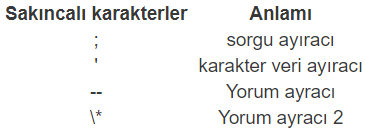 Sakıncalı karakterler Anlamı
; sorgu ayıracı
' karakter veri ayıracı
-- Yorum ayracı
\* Yorum ayracı 2